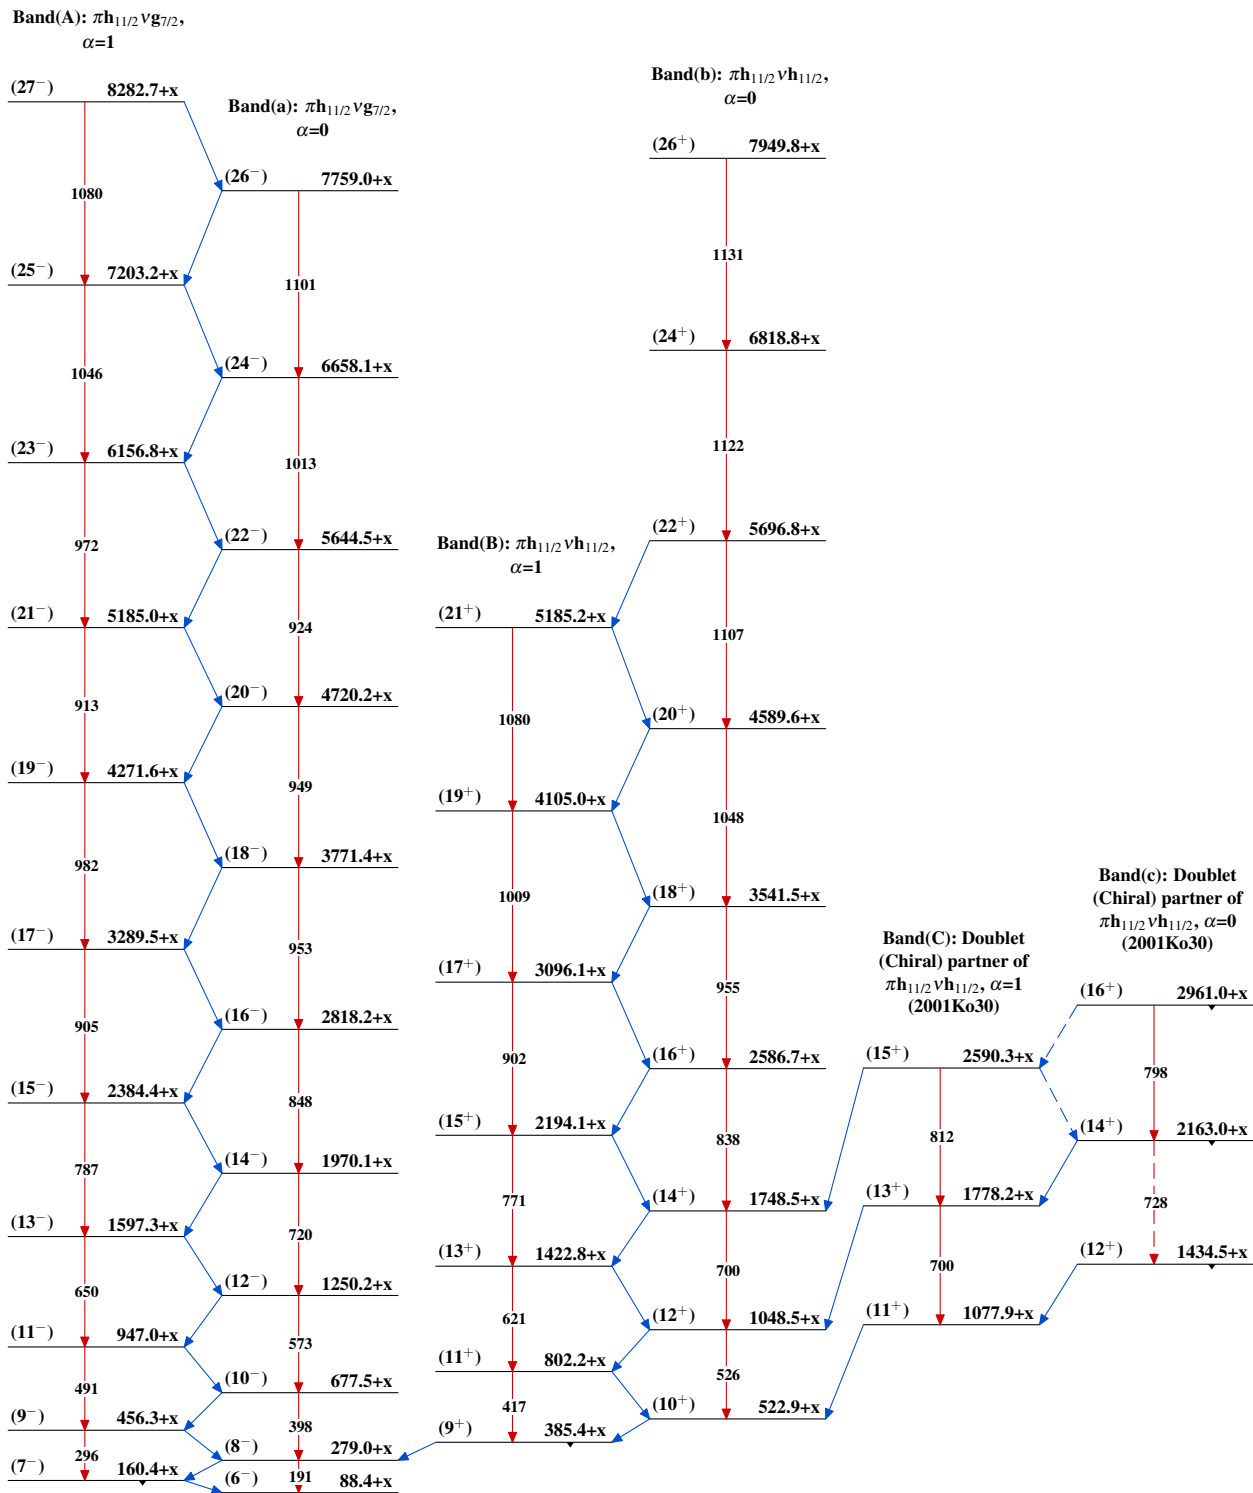 Band(A): πh11/2νg7/2,
α=1
(27−) 8282.7+x
1080
(25−) 7203.2+x
1046
(23−) 6156.8+x
972
(21−) 5185.0+x
913
(19−) 4271.6+x
982
(17−) 3289.5+x
905
(15−) 2384.4+x
787
(13−) 1597.3+x
650
(11−) 947.0+x
491
(9−) 456.3+x
296
(7−) 160.4+x
Band(a): πh11/2νg7/2,
α=0
(26−) 7759.0+x
1101
(24−) 6658.1+x
1013
(22−) 5644.5+x
924
(20−) 4720.2+x
949
(18−) 3771.4+x
953
(16−) 2818.2+x
848
(14−) 1970.1+x
720
(12−) 1250.2+x
573
(10−) 677.5+x
398
(8−) 279.0+x
191
(6−) 88.4+x
Band(B): πh11/2νh11/2,
α=1
(21+) 5185.2+x
1080
(19+) 4105.0+x
1009
(17+) 3096.1+x
902
(15+) 2194.1+x
771
(13+) 1422.8+x
621
(11+) 802.2+x
417
(9+) 385.4+x
Band(b): πh11/2νh11/2,
α=0
(26+) 7949.8+x
1131
(24+) 6818.8+x
1122
(22+) 5696.8+x
1107
(20+) 4589.6+x
1048
(18+) 3541.5+x
955
(16+) 2586.7+x
838
(14+) 1748.5+x
700
(12+) 1048.5+x
526
(10+) 522.9+x
Band(C): Doublet
(Chiral) partner of
πh11/2νh11/2, α=1
(2001Ko30)
(15+) 2590.3+x
812
(13+) 1778.2+x
700
(11+) 1077.9+x
Band(c): Doublet
(Chiral) partner of
πh11/2νh11/2, α=0
(2001Ko30)
(16+) 2961.0+x
798
(14+) 2163.0+x
728
(12+) 1434.5+x